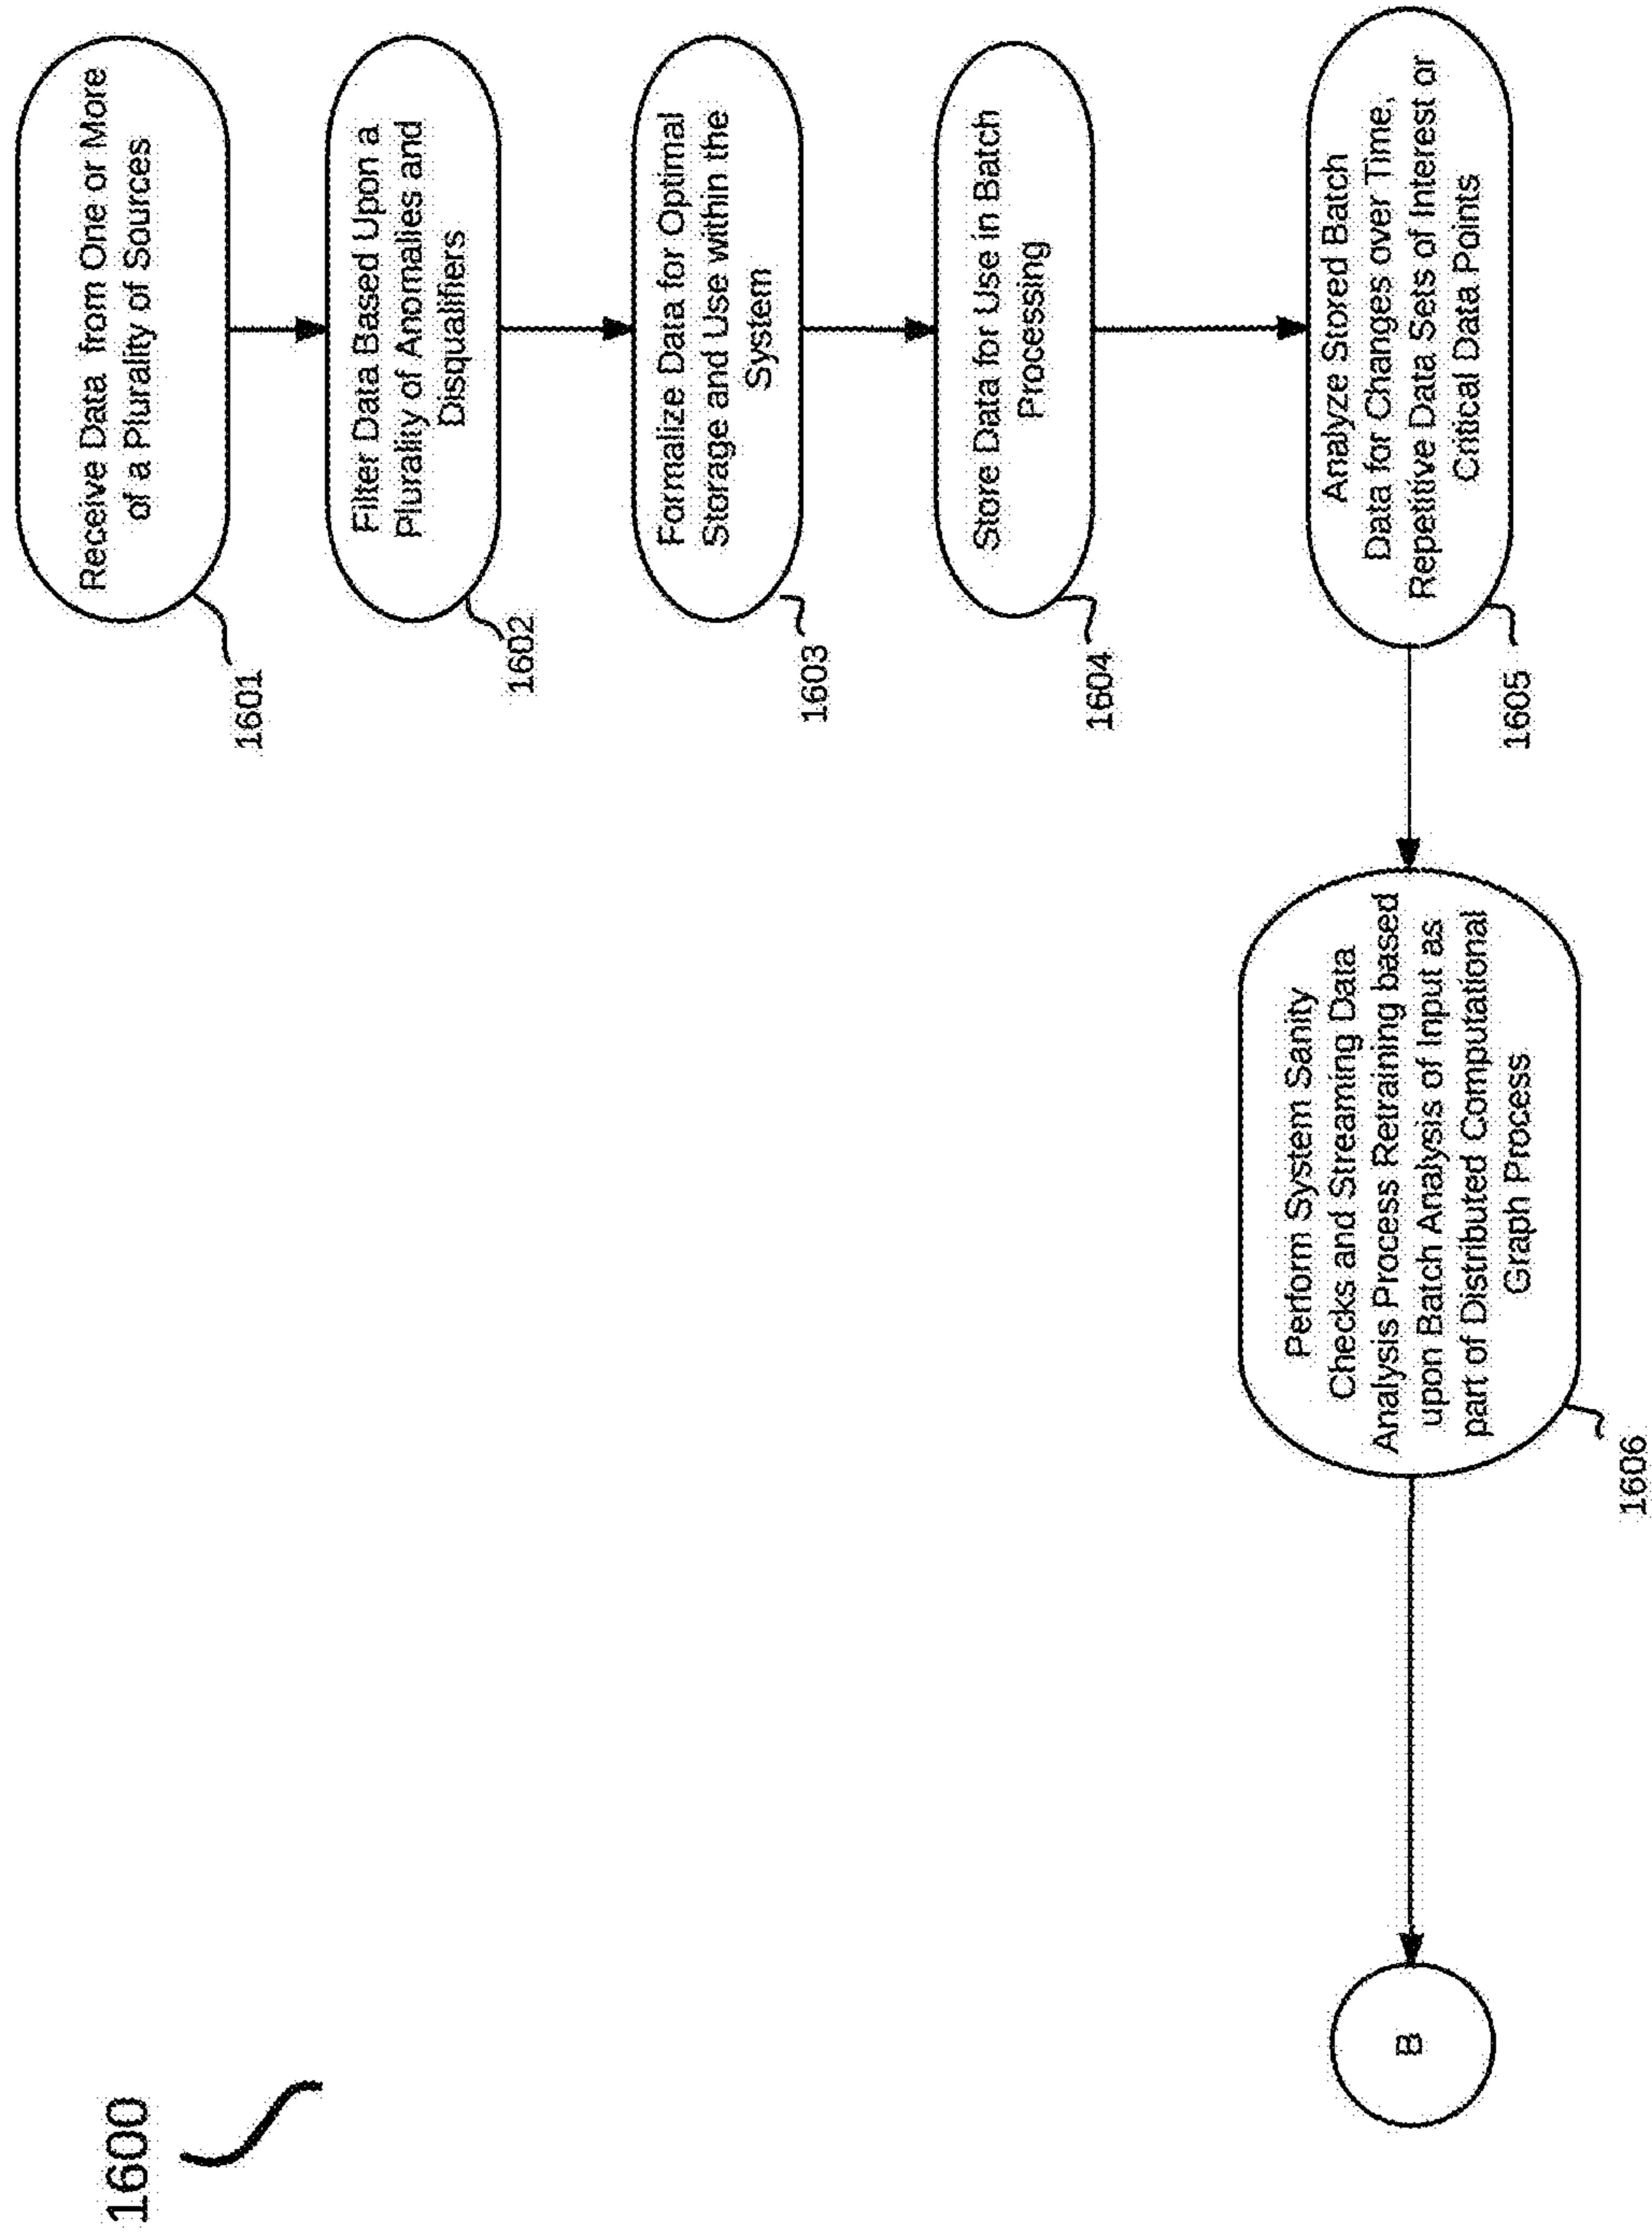 1600
Receive Data from One or More
of a Plurality of Sources
1601
Filter Data Based Upon a
Plurality of Anomalies and
Disqualifiers
1602
Formalize Data for Optimal
Storage and Use within the
System
1603
Store Data for Use in Batch
Processing
1604
Analyze Stored Batch
Data for Changes over Time,
Repetitive Data Sets of Interest or
Critical Data Points
1605
Perform System Sanity
Checks and Streaming Data
Analysis Process Retraining based
upon Batch Analysis of Input as
part of Distributed Computational
Graph Process
1606
B